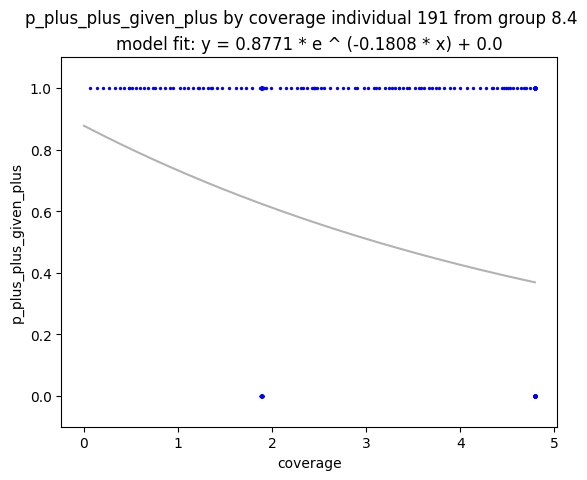 p_plus_plus_given_plus by coverage individual 191 from group 8.4
model fit: y = 0.8771 * e ^ (-0.1808 * x) + 0.0
1.0
0.8
0.6
0.4
0.2
0.0
p_plus_plus_given_plus
0 1 2 3 4 5
coverage